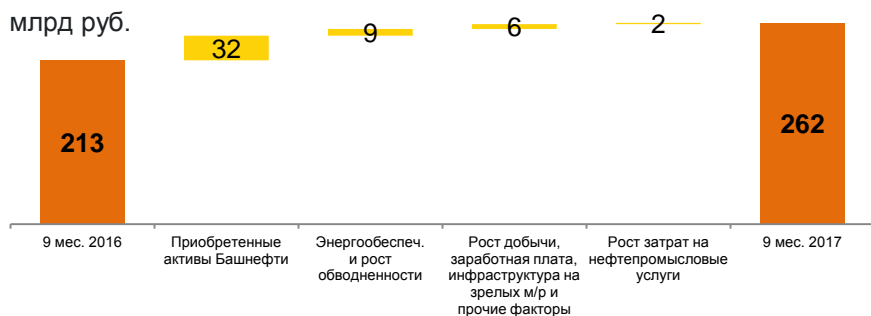 млрд руб.
32
9
6
2
213
262
9 мес. 2016
Приобретенные
активы Башнефти
Энергообеспеч.
и рост
обводненности
Рост добычи,
заработная плата,
инфраструктура на
зрелых м/р и
прочие факторы
Рост затрат на
нефтепромысловые
услуги
9 мес. 2017